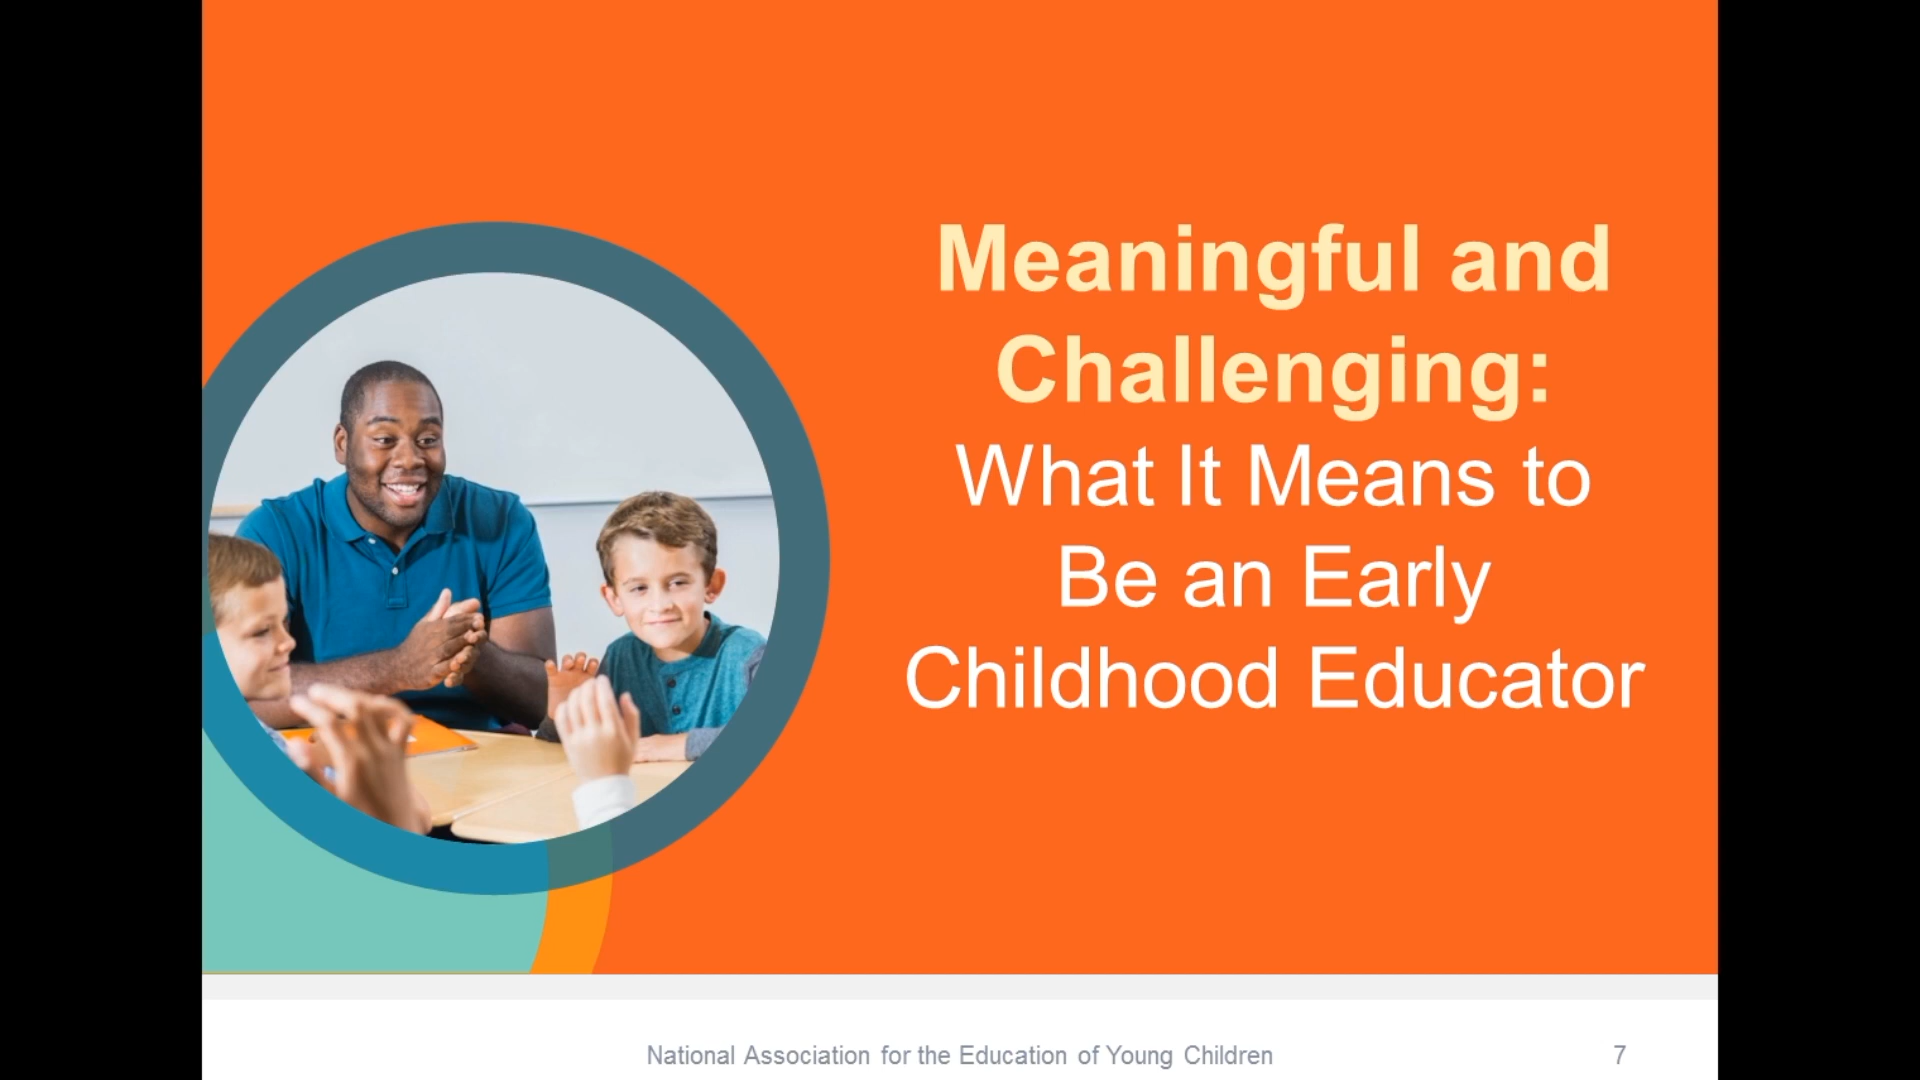 Meaningful and
Challenging:
What It Means to
Be an Early
Childhood Educator
National Association for the Education of Young Children
7